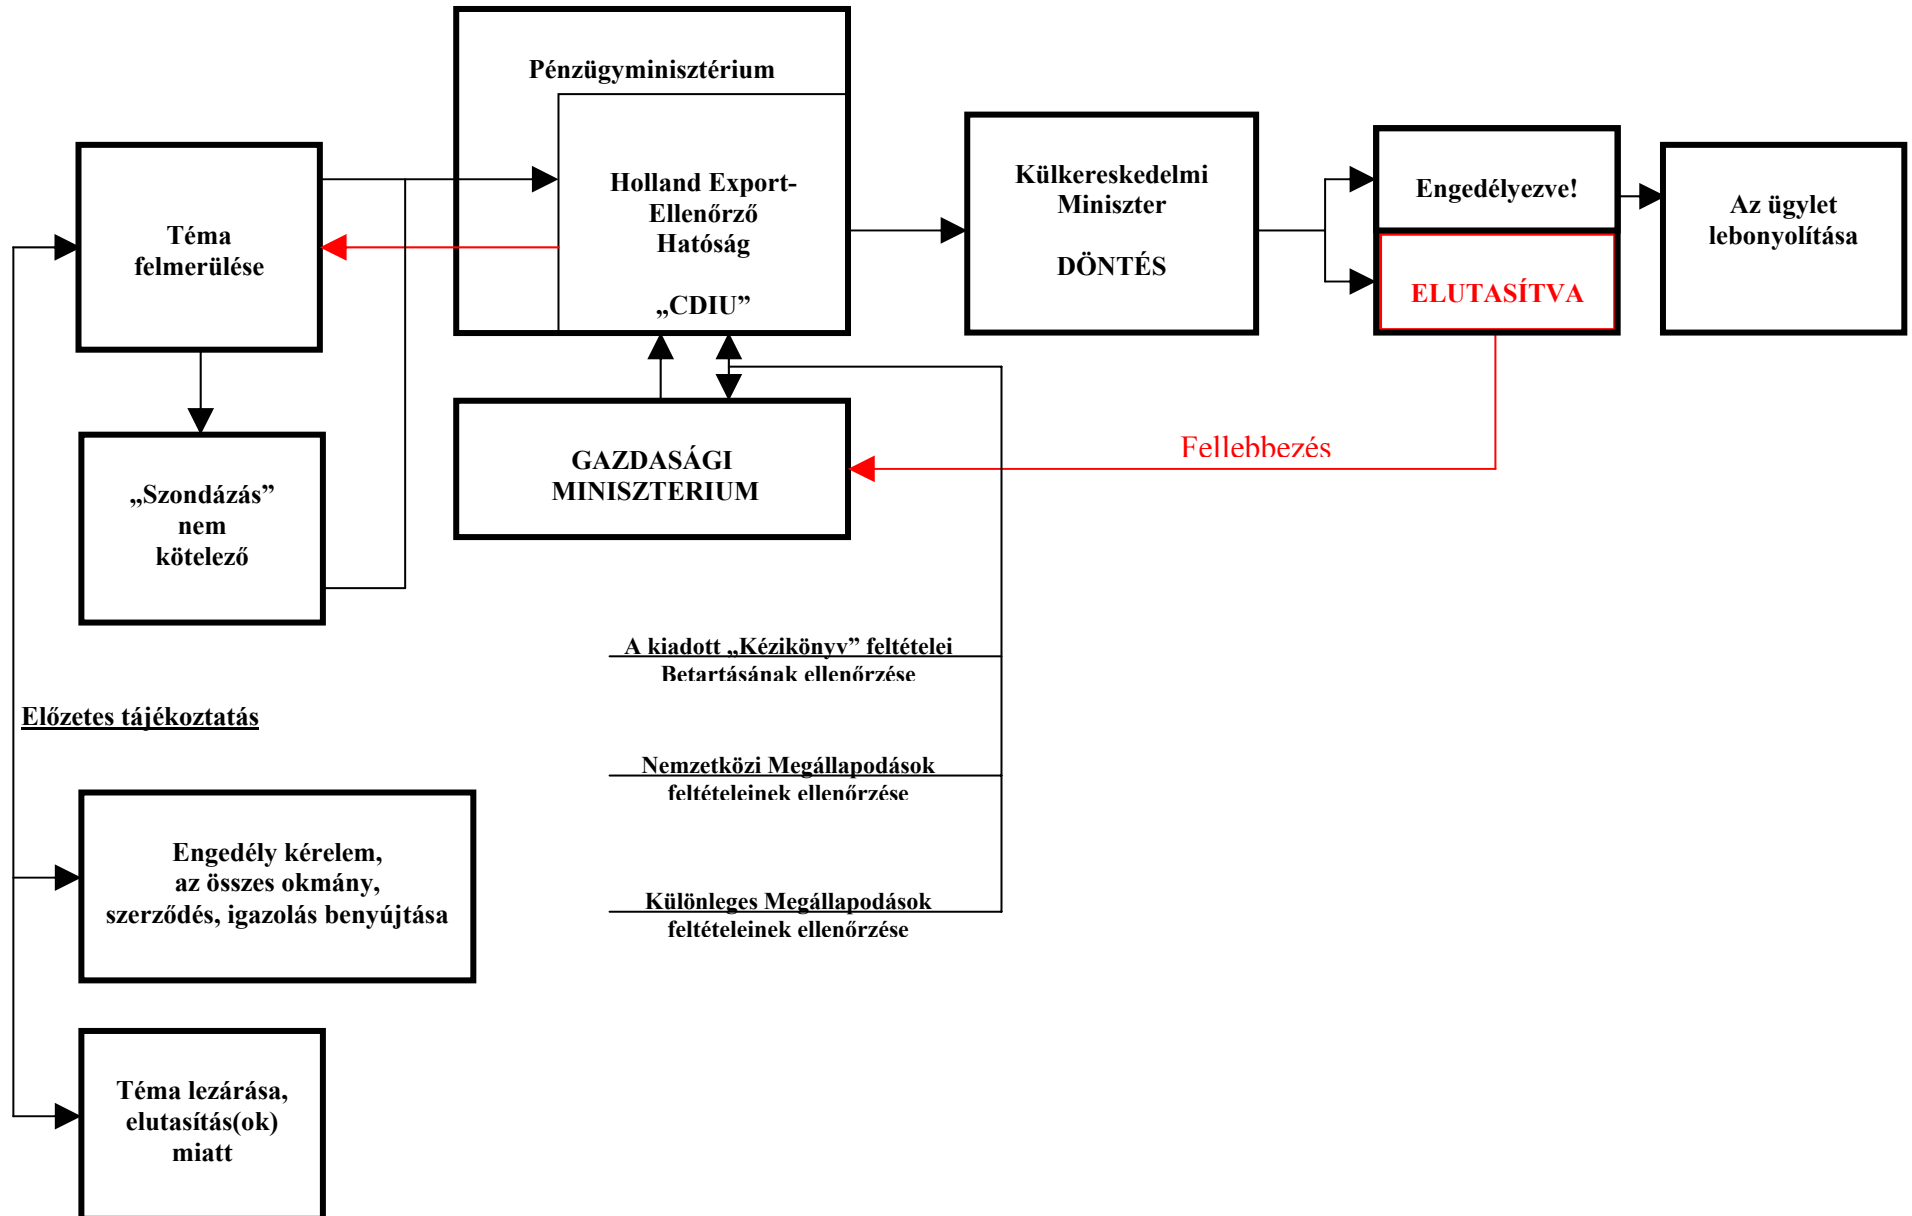 Pénzügyminisztérium
Holland Export-
Ellenőrző
Hatóság
„CDIU”
Téma
felmerülése
Külkereskedelmi
Miniszter
DÖNTÉS
Engedélyezve!
ELUTASÍTVA
Az ügylet
lebonyolítása
„Szondázás”
nem
kötelező
GAZDASÁGI
MINISZTERIUM
Fellebbezés
A kiadott „Kézikönyv” feltételei
Betartásának ellenőrzése
Előzetes tájékoztatás
Nemzetközi Megállapodások
feltételeinek ellenőrzése
Engedély kérelem,
az összes okmány,
szerződés, igazolás benyújtása
Különleges Megállapodások
feltételeinek ellenőrzése
Téma lezárása,
elutasítás(ok)
miatt